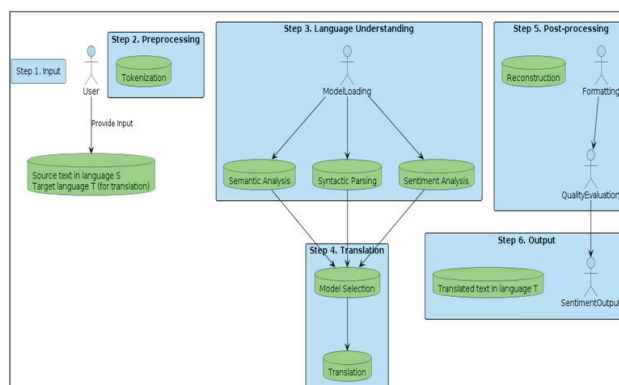 Step 1. Input
User
Provide Input
Source text in language S
Target language T (for translation)
Step 2. Preprocessing
Tokenization
Step 3. Language Understanding
ModelLoading
Semantic Analysis
Syntactic Parsing
Sentiment Analysis
Step 4. Translation
Model Selection
Translation
Step 5. Post-processing
Reconstruction
Formatting
QualityEvaluation
Step 6. Output
Translated text in language T
SentimentOutput